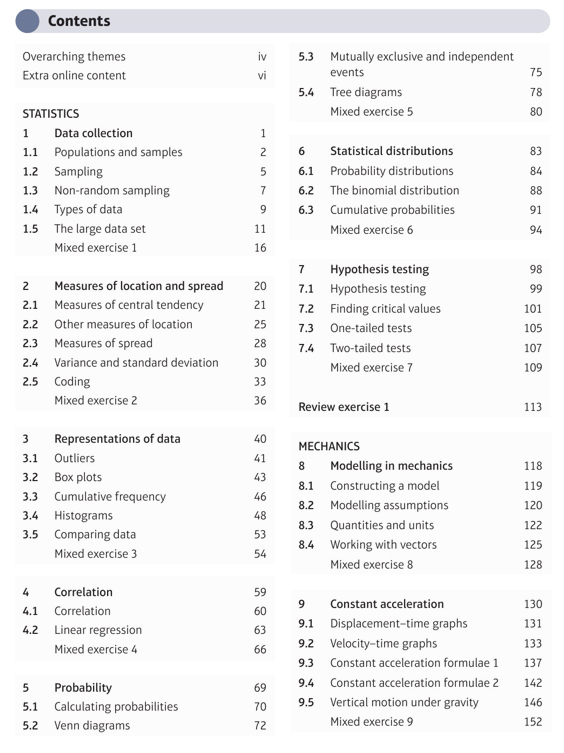 Contents
Overarching themes iv
Extra online content vi
STATISTICS
1 Data collection 1
1.1 Populations and samples 2
1.2 Sampling 5
1.3 Non-random sampling 7
1.4 Types of data 9
1.5 The large data set 11
Mixed exercise 1 16
2 Measures of location and spread 20
2.1 Measures of central tendency 21
2.2 Other measures of location 25
2.3 Measures of spread 28
2.4 Variance and standard deviation 30
2.5 Coding 33
Mixed exercise 2 36
3 Representations of data 40
3.1 Outliers 41
3.2 Box plots 43
3.3 Cumulative frequency 46
3.4 Histograms 48
3.5 Comparing data 53
Mixed exercise 3 54
4 Correlation 59
4.1 Correlation 60
4.2 Linear regression 63
Mixed exercise 4 66
5 Probability 69
5.1 Calculating probabilities 70
5.2 Venn diagrams 72
5.3 Mutually exclusive and independent
events 75
5.4 Tree diagrams 78
Mixed exercise 5 80
6 Statistical distributions 83
6.1 Probability distributions 84
6.2 The binomial distribution 88
6.3 Cumulative probabilities 91
Mixed exercise 6 94
7 Hypothesis testing 98
7.1 Hypothesis testing 99
7.2 Finding critical values 101
7.3 One-tailed tests 105
7.4 Two-tailed tests 107
Mixed exercise 7 109
Review exercise 1 113
MECHANICS
8 Modelling in mechanics 118
8.1 Constructing a model 119
8.2 Modelling assumptions 120
8.3 Quantities and units 122
8.4 Working with vectors 125
Mixed exercise 8 128
9 Constant acceleration 130
9.1 Displacement–time graphs 131
9.2 Velocity–time graphs 133
9.3 Constant acceleration formulae 1 137
9.4 Constant acceleration formulae 2 142
9.5 Vertical motion under gravity 146
Mixed exercise 9 152